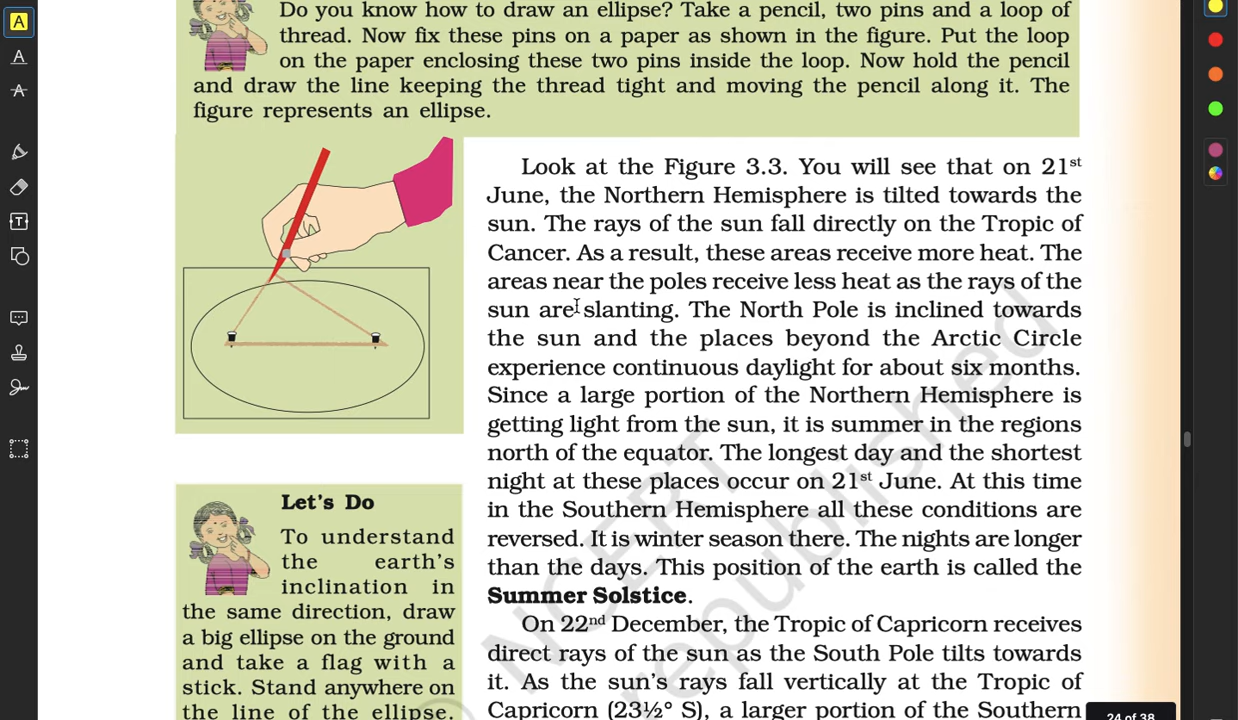 Do you know how to draw an ellipse? Take a pencil, two pins and a loop of
thread. Now fix these pins on a paper as shown in the figure. Put the loop
on the paper enclosing these two pins inside the loop. Now hold the pencil
and draw the line keeping the thread tight and moving the pencil along it. The
figure represents an ellipse.
Look at the Figure 3.3. You will see that on 21st
June, the Northern Hemisphere is tilted towards the
sun. The rays of the sun fall directly on the Tropic of
Cancer. As a result, these areas receive more heat. The
areas near the poles receive less heat as the rays of the
sun are slanting. The North Pole is inclined towards
the sun and the places beyond the Arctic Circle
experience continuous daylight for about six months.
Since a large portion of the Northern Hemisphere is
getting light from the sun, it is summer in the regions
north of the equator. The longest day and the shortest
night at these places occur on 21st June. At this time
in the Southern Hemisphere all these conditions are
reversed. It is winter season there. The nights are longer
than the days. This position of the earth is called the
Summer Solstice.
On 22nd December, the Tropic of Capricorn receives
direct rays of the sun as the South Pole tilts towards
it. As the sun's rays fall vertically at the Tropic of
Capricorn (23½° S), a larger portion of the Southern
Let's Do
To understand
the earth's
inclination in
the same direction, draw
a big ellipse on the ground
and take a flag with a
stick. Stand anywhere on
the line of the ellipse.
© NCERT
republished
24 of 38
A
A
A
T